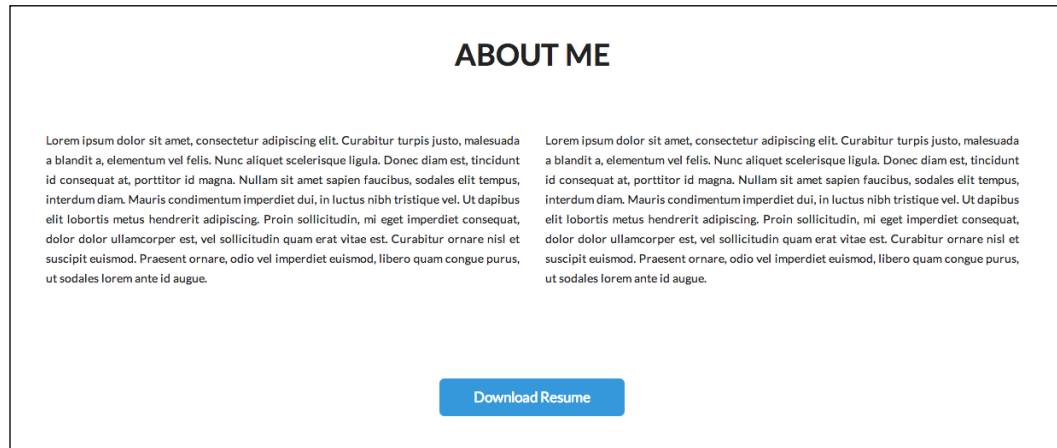 ABOUT ME
Lorem ipsum dolor sit amet, consectetur adipiscing elit. Curabitur turpis justo, malesuada
a blandit a, elementum vel felis. Nunc aliquet scelerisque ligula. Donec diam est, tincidunt
id consequat at, porttitor id magna. Nullam sit amet sapien faucibus, sodales elit tempus,
interdum diam. Mauris condimentum imperdiet dui, in luctus nibh tristique vel. Ut dapibus
elit lobortis metus hendrerit adipiscing. Proin sollicitudin, mi eget imperdiet consequat,
dolor dolor ullamcorper est, vel sollicitudin quam erat vitae est. Curabitur ornare nisl et
suscipit euismod. Praesent ornare, odio vel imperdiet euismod, libero quam congue purus,
ut sodales lorem ante id augue.
Lorem ipsum dolor sit amet, consectetur adipiscing elit. Curabitur turpis justo, malesuada
a blandit a, elementum vel felis. Nunc aliquet scelerisque ligula. Donec diam est, tincidunt
id consequat at, porttitor id magna. Nullam sit amet sapien faucibus, sodales elit tempus,
interdum diam. Mauris condimentum imperdiet dui, in luctus nibh tristique vel. Ut dapibus
elit lobortis metus hendrerit adipiscing. Proin sollicitudin, mi eget imperdiet consequat,
dolor dolor ullamcorper est, vel sollicitudin quam erat vitae est. Curabitur ornare nisl et
suscipit euismod. Praesent ornare, odio vel imperdiet euismod, libero quam congue purus,
ut sodales lorem ante id augue.
Download Resume